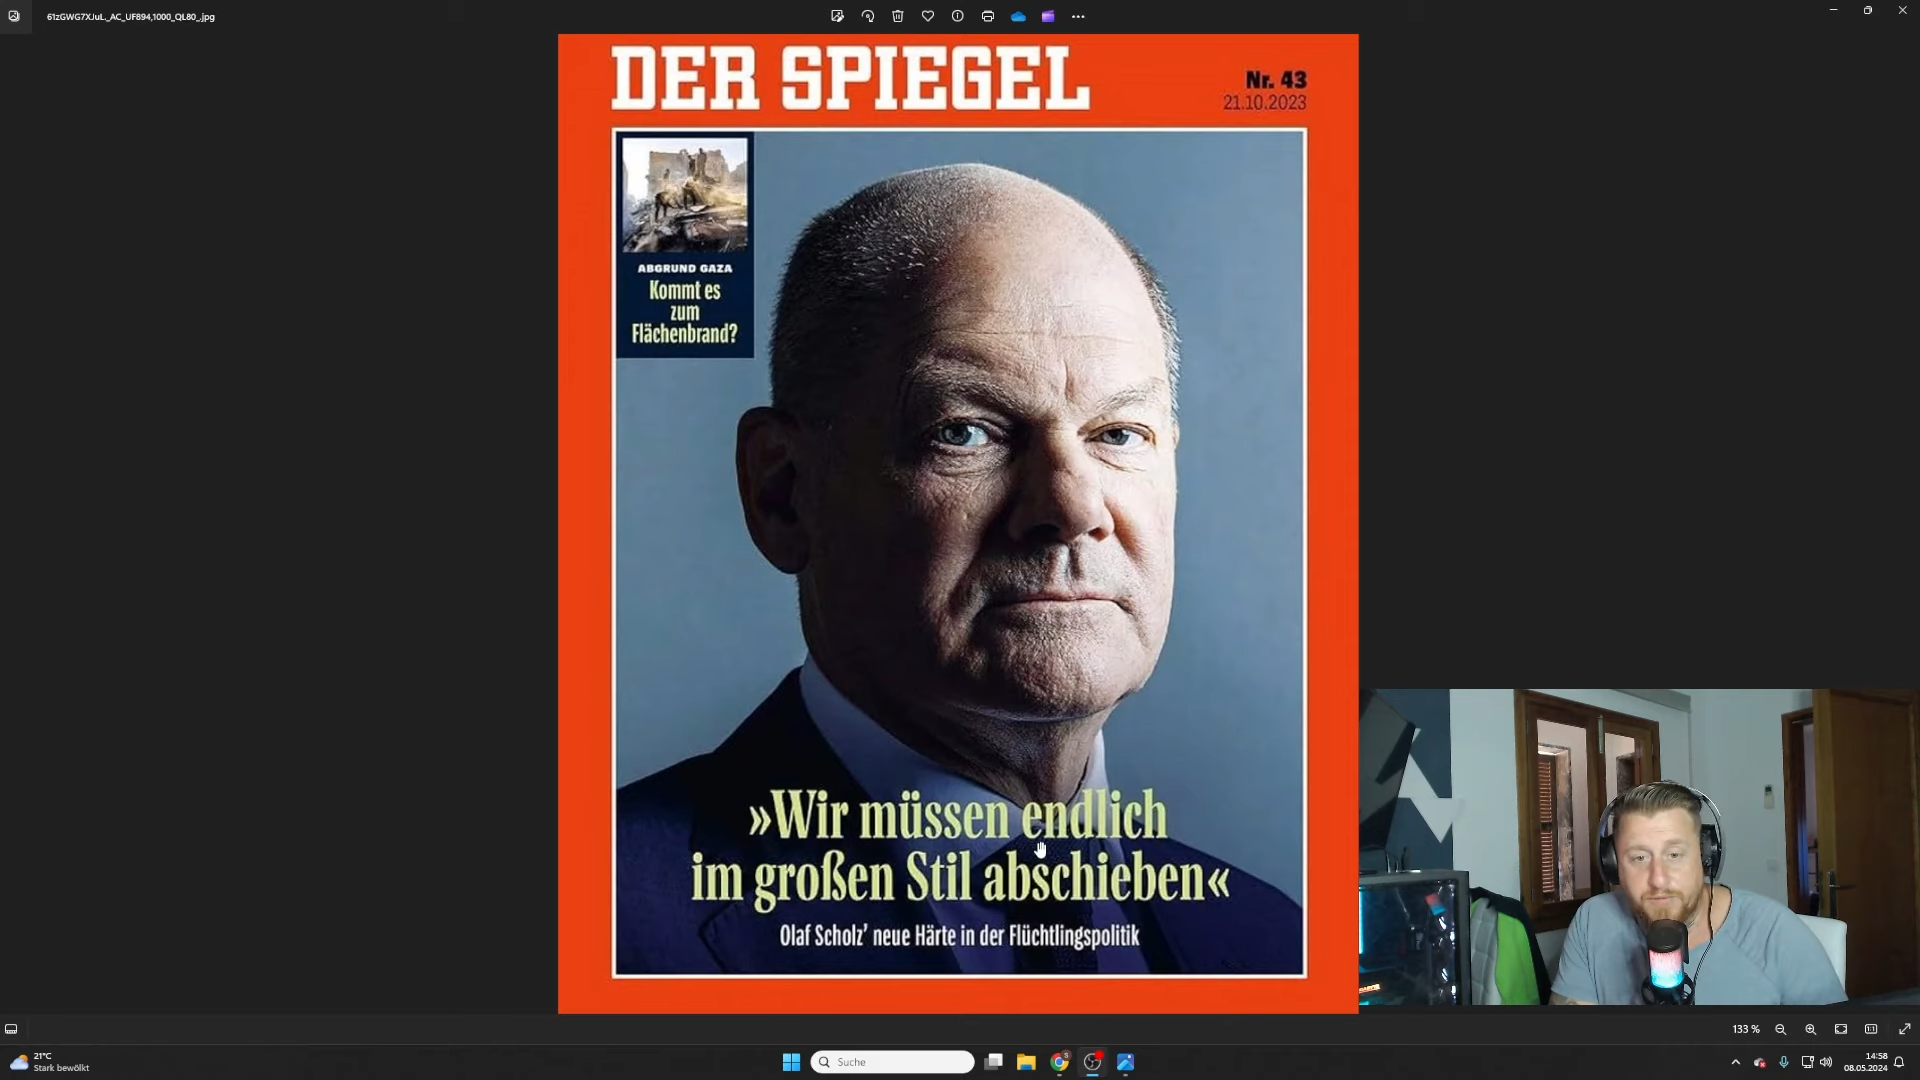 61zGWG7XJuL._AC_UF894,1000_QL80_.jpg
DER SPIEGEL
Nr. 43
21.10.2023
ABGRUND GAZA
Kommt es
zum
Flächenbrand?
»Wir müssen endlich
im großen Stil abschieben«
Olaf Scholz’ neue Härte in der Flüchtlingspolitik
133 %
21°C
Stark bewölkt
Suche
14:58
08.05.2024